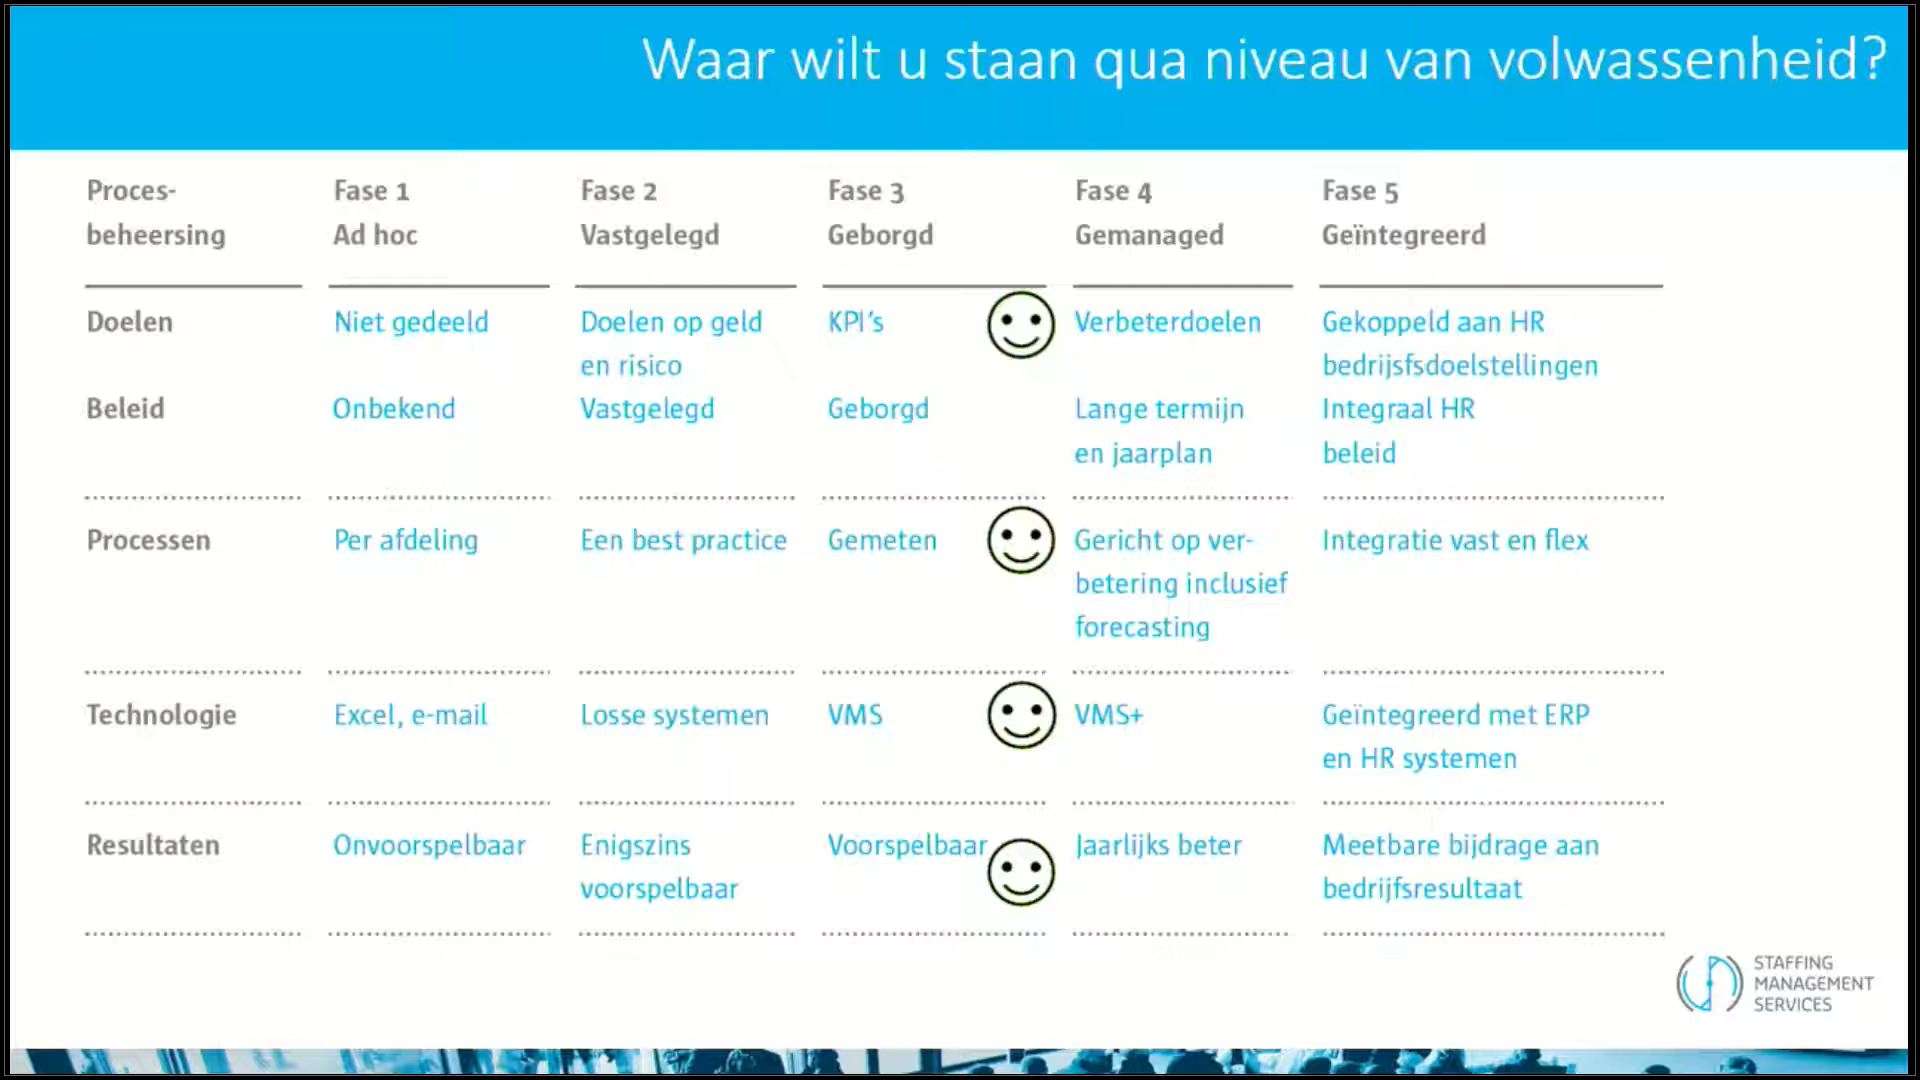 Waar wilt u staan qua niveau van volwassenheid?
Proces- Fase 1 Fase 2 Fase 3 Fase 4 Fase 5
beheersing Ad hoc Vastgelegd Geborgd Gemanaged Geïntegreerd
Doelen Niet gedeeld Doelen op geld KPI's Verbeterdoelen Gekoppeld aan HR
en risico bedrijsfsdoelstellingen
Beleid Onbekend Vastgelegd Geborgd Lange termijn Integraal HR
en jaarplan beleid
Processen Per afdeling Een best practice Gemeten Gericht op ver- Integratie vast en flex
betering inclusief
forecasting
Technologie Excel, e-mail Losse systemen VMS VMS+ Geïntegreerd met ERP
en HR systemen
Resultaten Onvoorspelbaar Enigszins Voorspelbaar Jaarlijks beter Meetbare bijdrage aan
voorspelbaar bedrijfsresultaat
STAFFING
MANAGEMENT
SERVICES